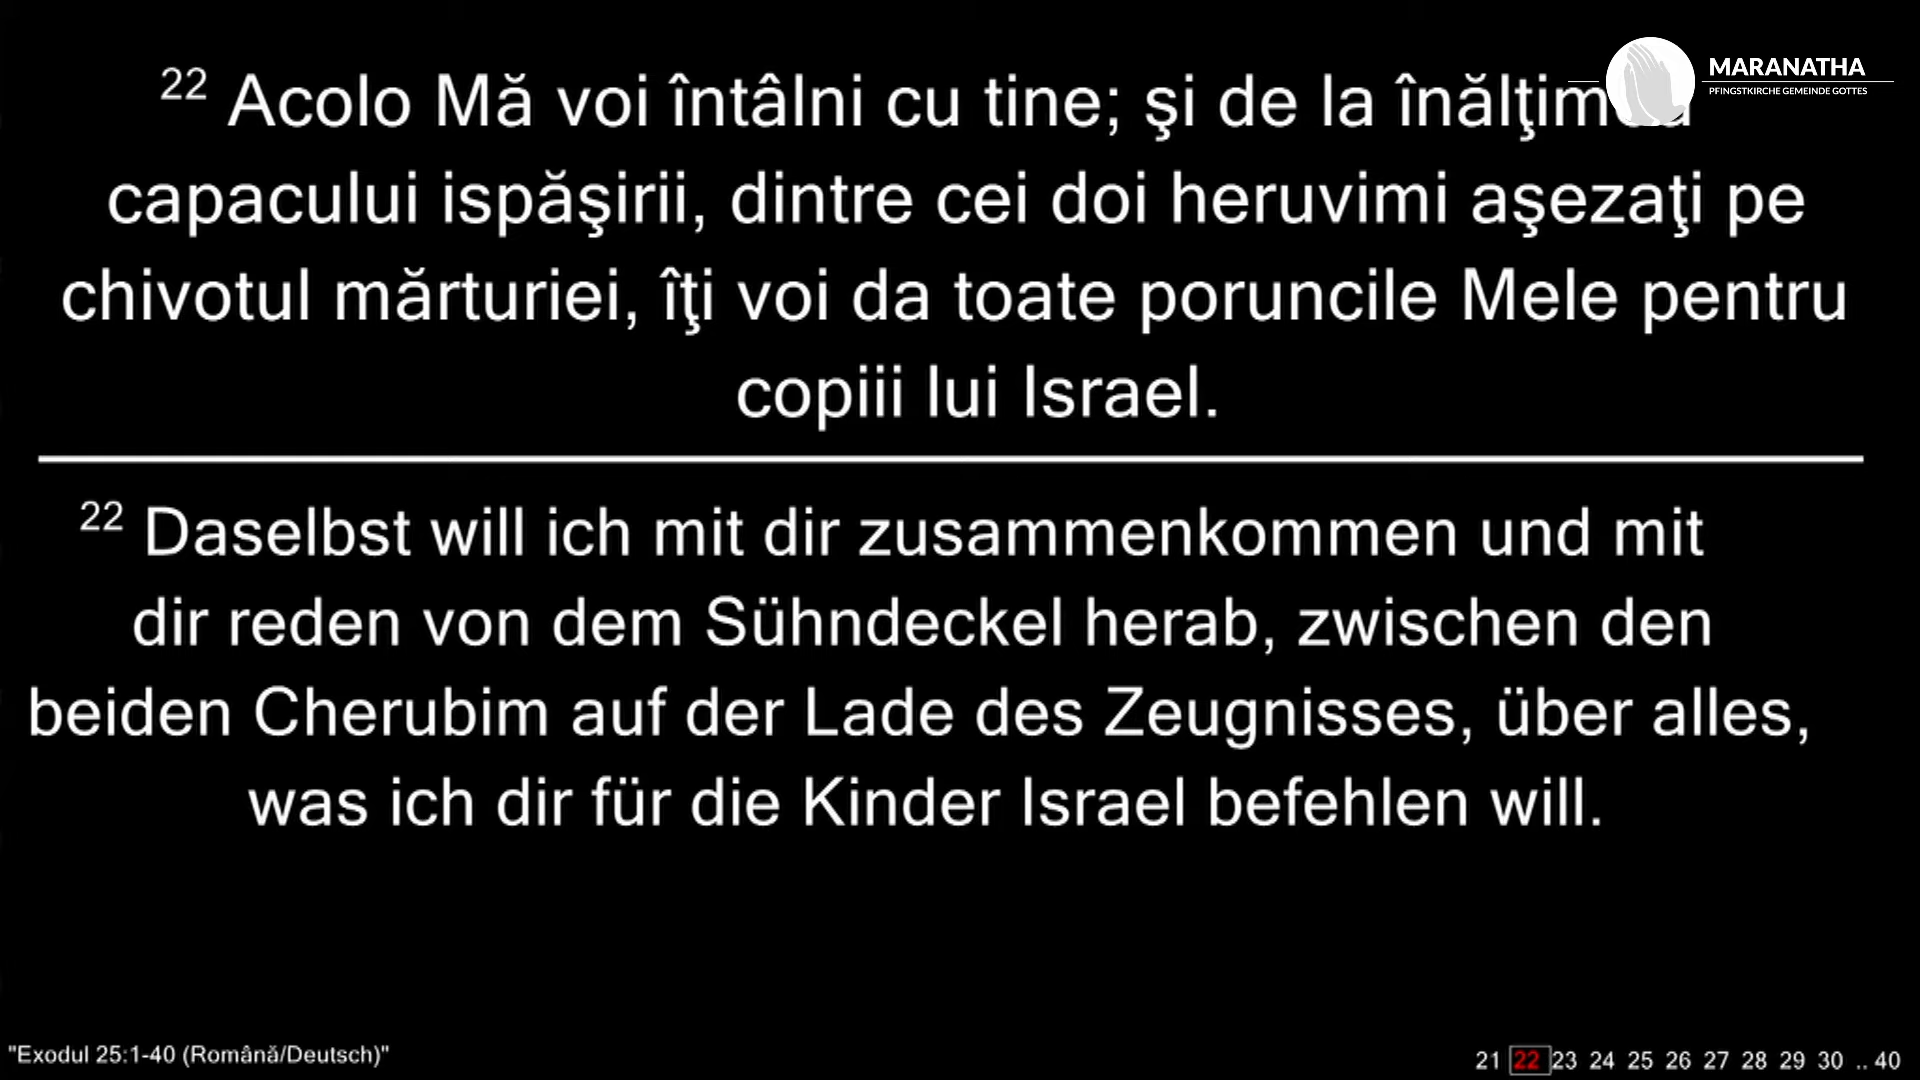 22 Acolo Mă voi întâlni cu tine; şi de la
capacului ispăşirii, dintre cei doi heruvimi aşezaţi pe
chivotul mărturiei, îţi voi da toate poruncile Mele pentru
copiii lui Israel.
22 Daselbst will ich mit dir zusammenkommen und mit
dir reden von dem Sühndeckel herab, zwischen den
beiden Cherubim auf der Lade des Zeugnisses, über alles,
was ich dir für die Kinder Israel befehlen will.
MARANATHA
PFINGSTKIRCHE GEMEINDE GOTTES
"Exodul 25:1-40 (Română/Deutsch)"
21 22 23 24 25 26 27 28 29 30 .. 40